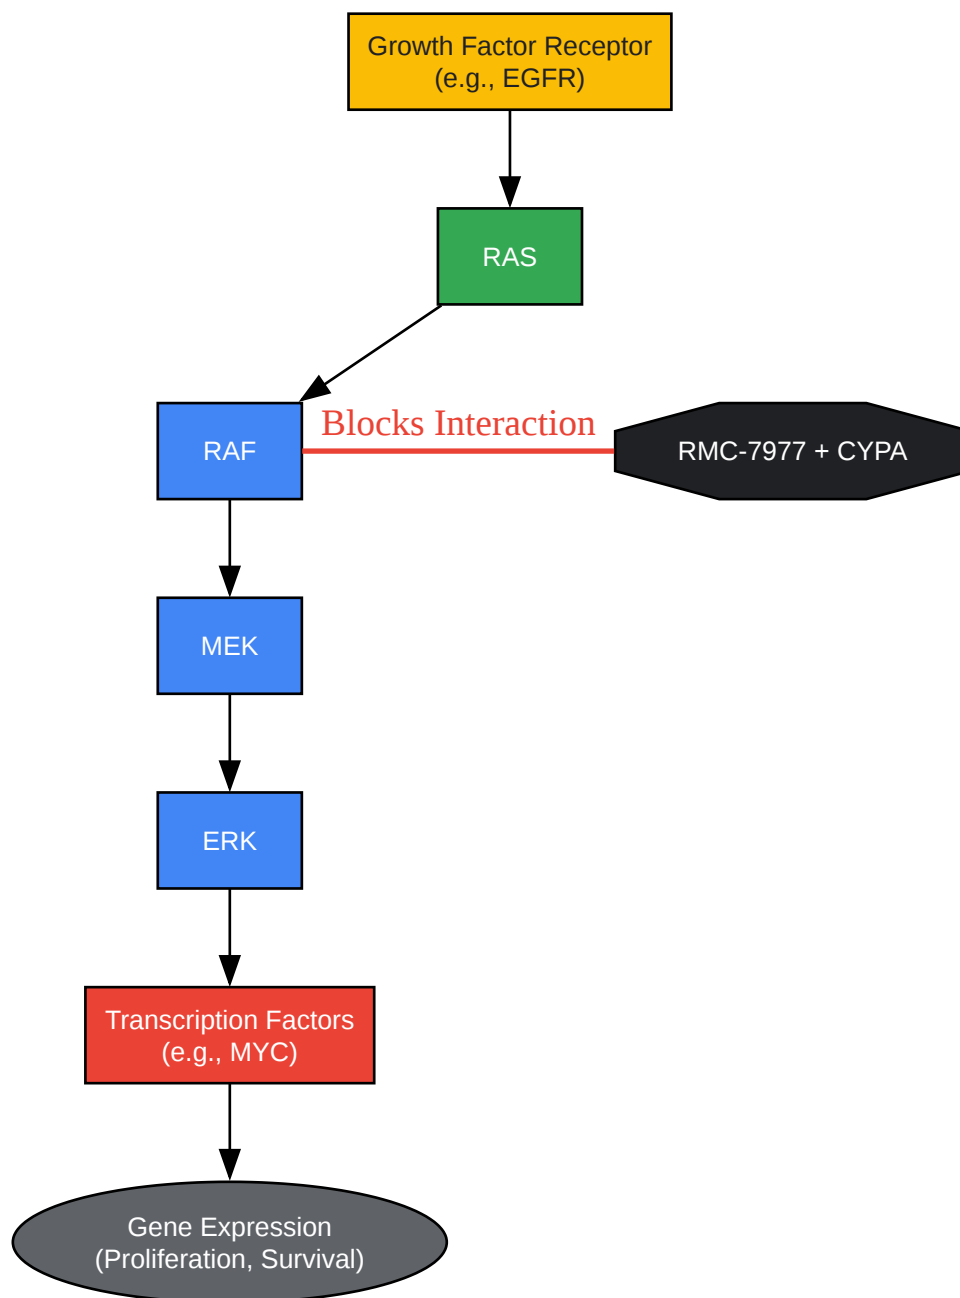 Growth Factor Receptor
(e.g., EGFR)
RAS
RAF
Blocks Interaction
RMC-7977 + CYPA
MEK
ERK
Transcription Factors
(e.g., MYC)
Gene Expression
(Proliferation, Survival)